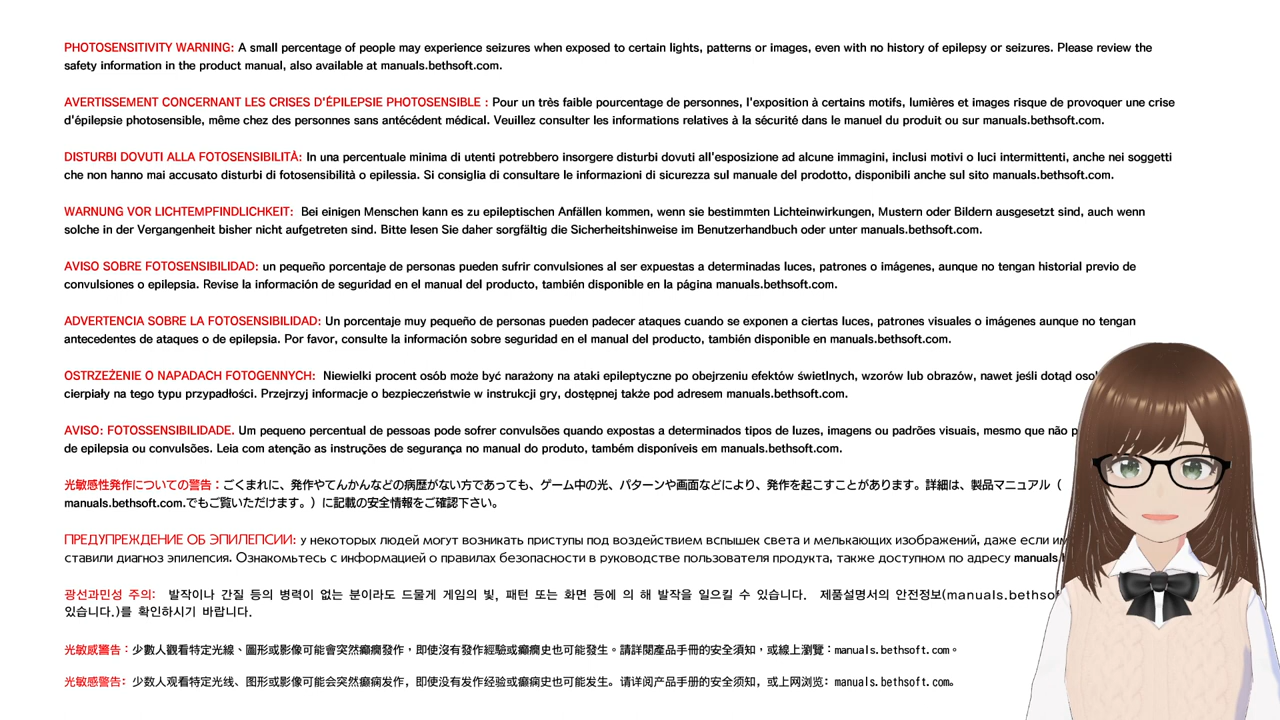 PHOTOSENSITIVITY WARNING: A small percentage of people may experience seizures when exposed to certain lights, patterns or images, even with no history of epilepsy or seizures. Please review the
safety information in the product manual, also available at manuals.bethsoft.com.
AVERTISSEMENT CONCERNANT LES CRISES D'ÉPILEPSIE PHOTOSENSIBLE : Pour un très faible pourcentage de personnes, l'exposition à certains motifs, lumières et images risque de provoquer une crise
d'épilepsie photosensible, même chez des personnes sans antécédent médical. Veuillez consulter les informations relatives à la sécurité dans le manuel du produit ou sur manuals.bethsoft.com.
DISTURBI DOVUTI ALLA FOTOSENSIBILITÀ: In una percentuale minima di utenti potrebbero insorgere disturbi dovuti all'esposizione ad alcune immagini, inclusi motivi o luci intermittenti, anche nei soggetti
che non hanno mai accusato disturbi di fotosensibilità o epilessia. Si consiglia di consultare le informazioni di sicurezza sul manuale del prodotto, disponibili anche sul sito manuals.bethsoft.com.
WARNUNG VOR LICHTEMPFINDLICHKEIT: Bei einigen Menschen kann es zu epileptischen Anfällen kommen, wenn sie bestimmten Lichteinwirkungen, Mustern oder Bildern ausgesetzt sind, auch wenn
solche in der Vergangenheit bisher nicht aufgetreten sind. Bitte lesen Sie daher sorgfältig die Sicherheitshinweise im Benutzerhandbuch oder unter manuals.bethsoft.com.
AVISO SOBRE FOTOSENSIBILIDAD: un pequeño porcentaje de personas pueden sufrir convulsiones al ser expuestas a determinadas luces, patrones o imágenes, aunque no tengan historial previo de
convulsiones o epilepsia. Revise la información de seguridad en el manual del producto, también disponible en la página manuals.bethsoft.com.
ADVERTENCIA SOBRE LA FOTOSENSIBILIDAD: Un porcentaje muy pequeño de personas pueden padecer ataques cuando se exponen a ciertas luces, patrones visuales o imágenes aunque no tengan
antecedentes de ataques o de epilepsia. Por favor, consulte la información sobre seguridad en el manual del producto, también disponible en manuals.bethsoft.com.
OSTRZEŻENIE O NAPADACH FOTOGENNYCH: Niewielki procent osób może być narażony na ataki epileptyczne po obejrzeniu efektów świetlnych, wzorów lub obrazów, nawet jeśli dotąd
cierpiały na tego typu przypadłości. Przejrzyj informacje o bezpieczeństwie w instrukcji gry, dostępnej także pod adresem manuals.bethsoft.com.
AVISO: FOTOSSENSIBILIDADE. Um pequeno percentual de pessoas pode sofrer convulsões quando expostas a determinados tipos de luzes, imagens ou padrões visuais, mesmo que não
de epilepsia ou convulsões. Leia com atenção as instruções de segurança no manual do produto, também disponíveis em manuals.bethsoft.com.
光敏感性発作についての警告：ごくまれに、発作やてんかんなどの病歴がない方であっても、ゲーム中の光、パターンや画面などにより、発作を起こすことがあります。詳細は、製品マニュアル（
manuals.bethsoft.com.でもご覧いただけます。）に記載の安全情報をご確認下さい。
ПРЕДУПРЕЖДЕНИЕ ОБ ЭПИЛЕПСИИ: у некоторых людей могут возникать приступы под воздействием вспышек света и мелькающих изображений, даже если
ставили диагноз эпилепсия. Ознакомьтесь с информацией о правилах безопасности в руководстве пользователя продукта, также доступном по адресу manuals
광선과민성 주의: 발작이나 간질 등의 병력이 없는 분이라도 드물게 게임의 빛, 패턴 또는 화면 등에 의 해 발작을 일으킬 수 있습니다. 제품설명서의 안전정보(manuals.bethsof
있습니다.)를 확인하시기 바랍니다.
光敏感警告：少數人觀看特定光線、圖形或影像可能會突然癲癇發作，即使沒有發作經驗或癲癇史也可能發生。請詳閱產品手冊的安全須知，或線上瀏覽：manuals.bethsoft.com。
光敏感警告: 少数人观看特定光线、图形或影像可能会突然癫痫发作，即使没有发作经验或癫痫史也可能发生。请详阅产品手册的安全须知，或上网浏览: manuals.bethsoft.com。